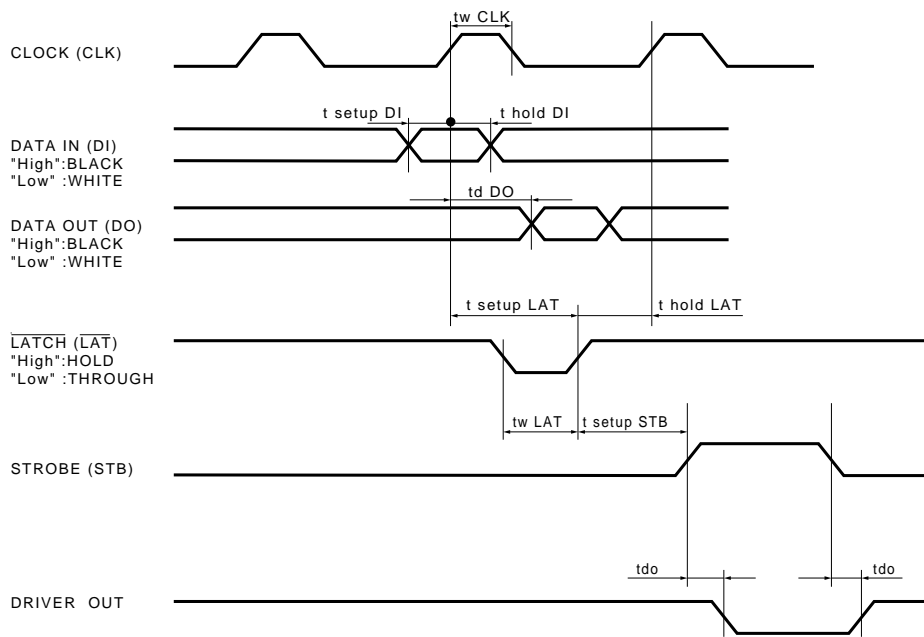 tw CLK
CLOCK (CLK)
t setup DI
t hold DI
DATA IN (DI)
"High":BLACK
"Low" :WHITE
td DO
DATA OUT (DO)
"High":BLACK
"Low" :WHITE
t setup LAT
t hold LAT
LATCH (LAT)
"High":HOLD
"Low" :THROUGH
tw LAT
t setup STB
STROBE (STB)
tdo
tdo
DRIVER OUT